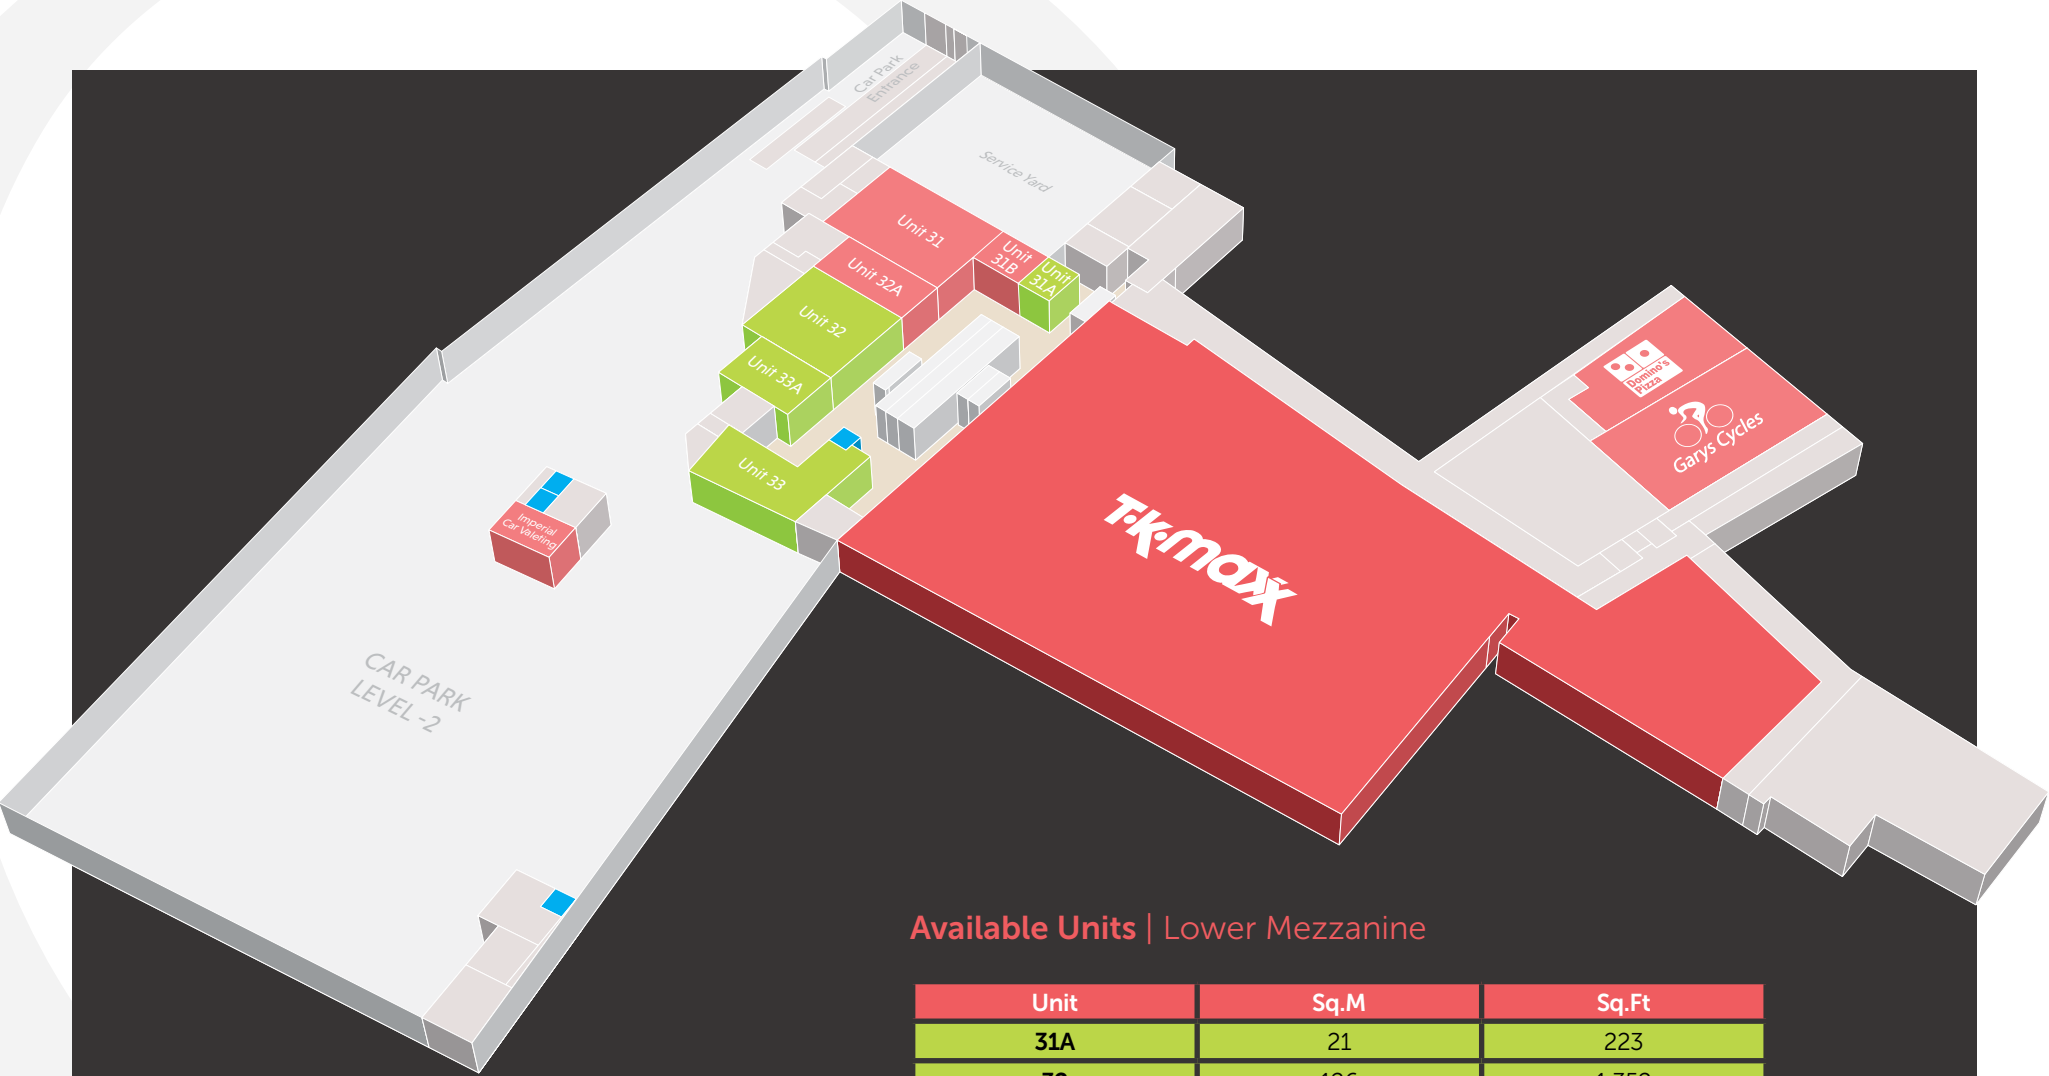 Car Park
Entrance
Service Yard
Unit 31
Unit
31B
Unit
31A
Unit 32A
Unit 32
Unit 33A
Unit 33
Domino's
Pizza
Garys Cycles
T·K·maxx
Imperial
Car Valeting
CAR PARK
LEVEL -2
Available Units | Lower Mezzanine
Unit Sq.M Sq.Ft
31A 21 223